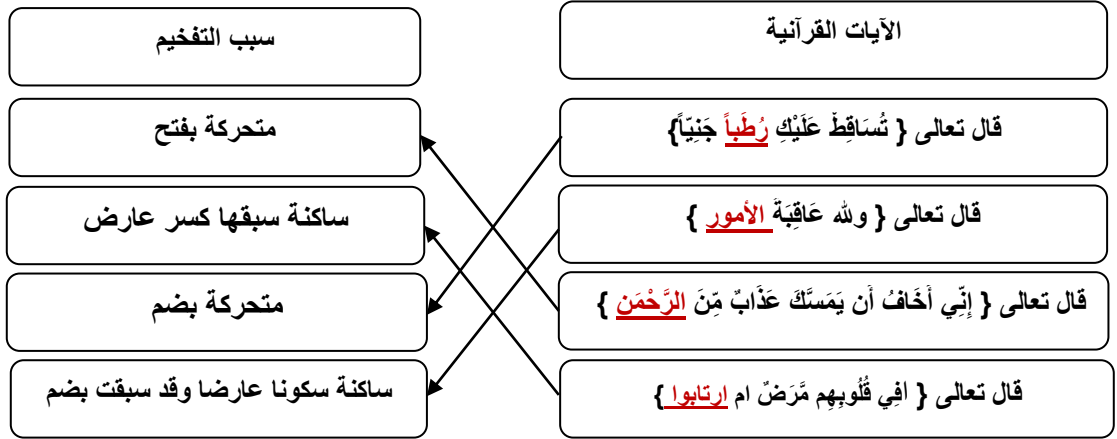 الآيات القرآنية
سبب التفخيم
قال تعالى { تُسَاقِطْ عَلَيْكِ رُطَباً جَنِيّاً}
متحركة بفتح
قال تعالى { ولله عَاقِبَةُ الأمور }
ساكنة سبقها كسر عارض
قال تعالى { إِنِّي أَخَافُ أَن يَمَسَّكَ عَذَابٌ مِّنَ الرَّحْمَن }
متحركة بضم
قال تعالى { افِي قُلُوبِهِم مَّرَضٌ ام ارتابوا }
ساكنة سكونا عارضا وقد سبقت بضم